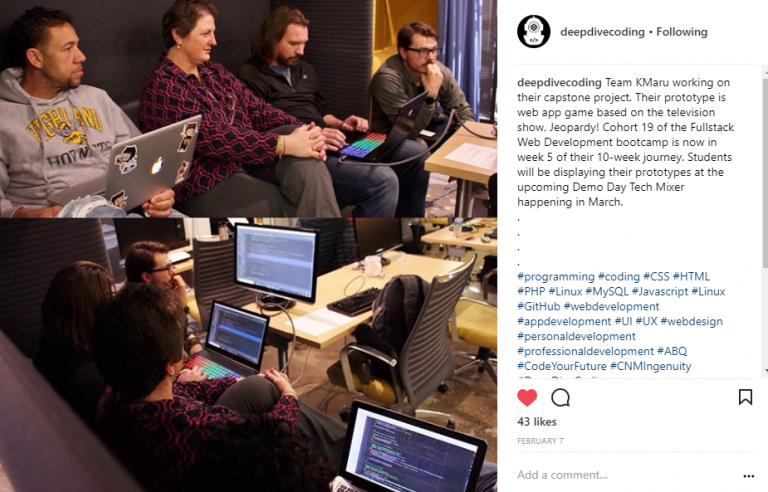 deepdivecoding • Following
deepdivecoding Team KMaru working on
their capstone project. Their prototype is
web app game based on the television
show, Jeopardy! Cohort 19 of the Fullstack
Web Development bootcamp is now in
week 5 of their 10-week journey. Students
will be displaying their prototypes at the
upcoming Demo Day Tech Mixer
happening in March.
.
.
.
.
#programming #coding #CSS #HTML
#PHP #Linux #MySQL #Javascript #Linux
#GitHub #webdevelopment
#appdevelopment #UI #UX #webdesign
#personaldevelopment
#professionaldevelopment #ABQ
#CodeYourFuture #CNMIngenuity
43 likes
FEBRUARY 7
Add a comment...